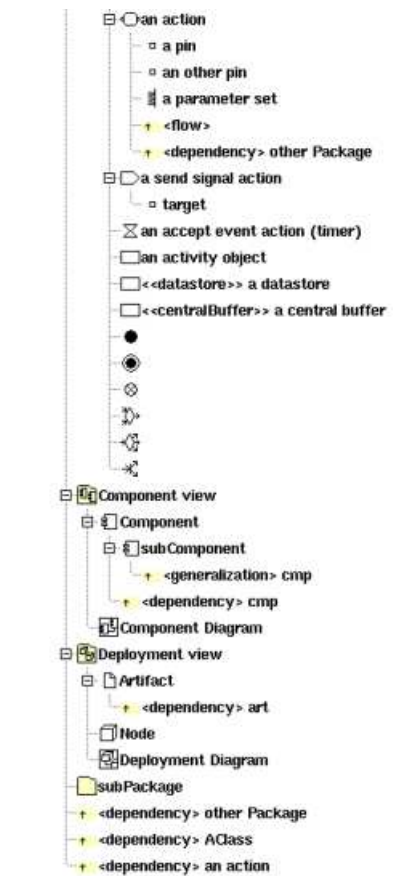 an action
a pin
an other pin
a parameter set
<flow>
<dependency> other Package
a send signal action
target
an accept event action (timer)
an activity object
<<datastore>> a datastore
<<centralBuffer>> a central buffer
Component view
Component
subComponent
<generalization> cmp
<dependency> cmp
Component Diagram
Deployment view
Artifact
<dependency> art
Node
Deployment Diagram
subPackage
<dependency> other Package
<dependency> AClass
<dependency> an action